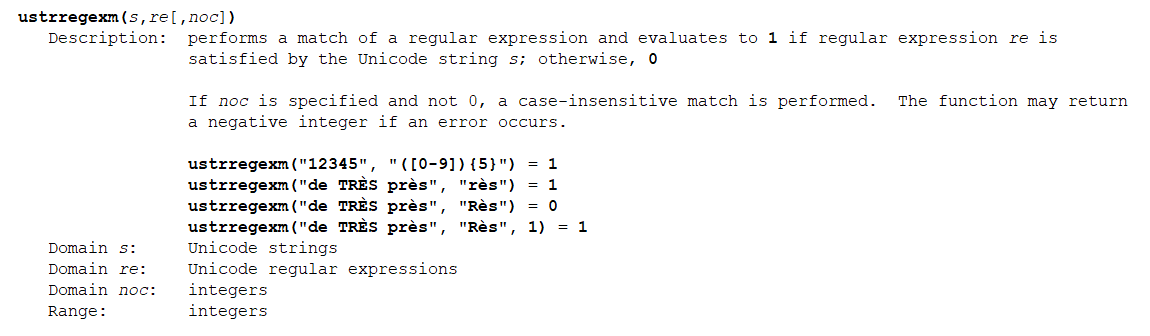 ustrregexm(s,re[,noc])
Description: performs a match of a regular expression and evaluates to 1 if regular expression re is
satisfied by the Unicode string s; otherwise, 0
If noc is specified and not 0, a case-insensitive match is performed. The function may return
a negative integer if an error occurs.
ustrregexm("12345", "([0-9]){5}") = 1
ustrregexm("de TRÈS près", "rès") = 1
ustrregexm("de TRÈS près", "Rès") = 0
ustrregexm("de TRÈS près", "Rès", 1) = 1
Domain s: Unicode strings
Domain re: Unicode regular expressions
Domain noc: integers
Range: integers